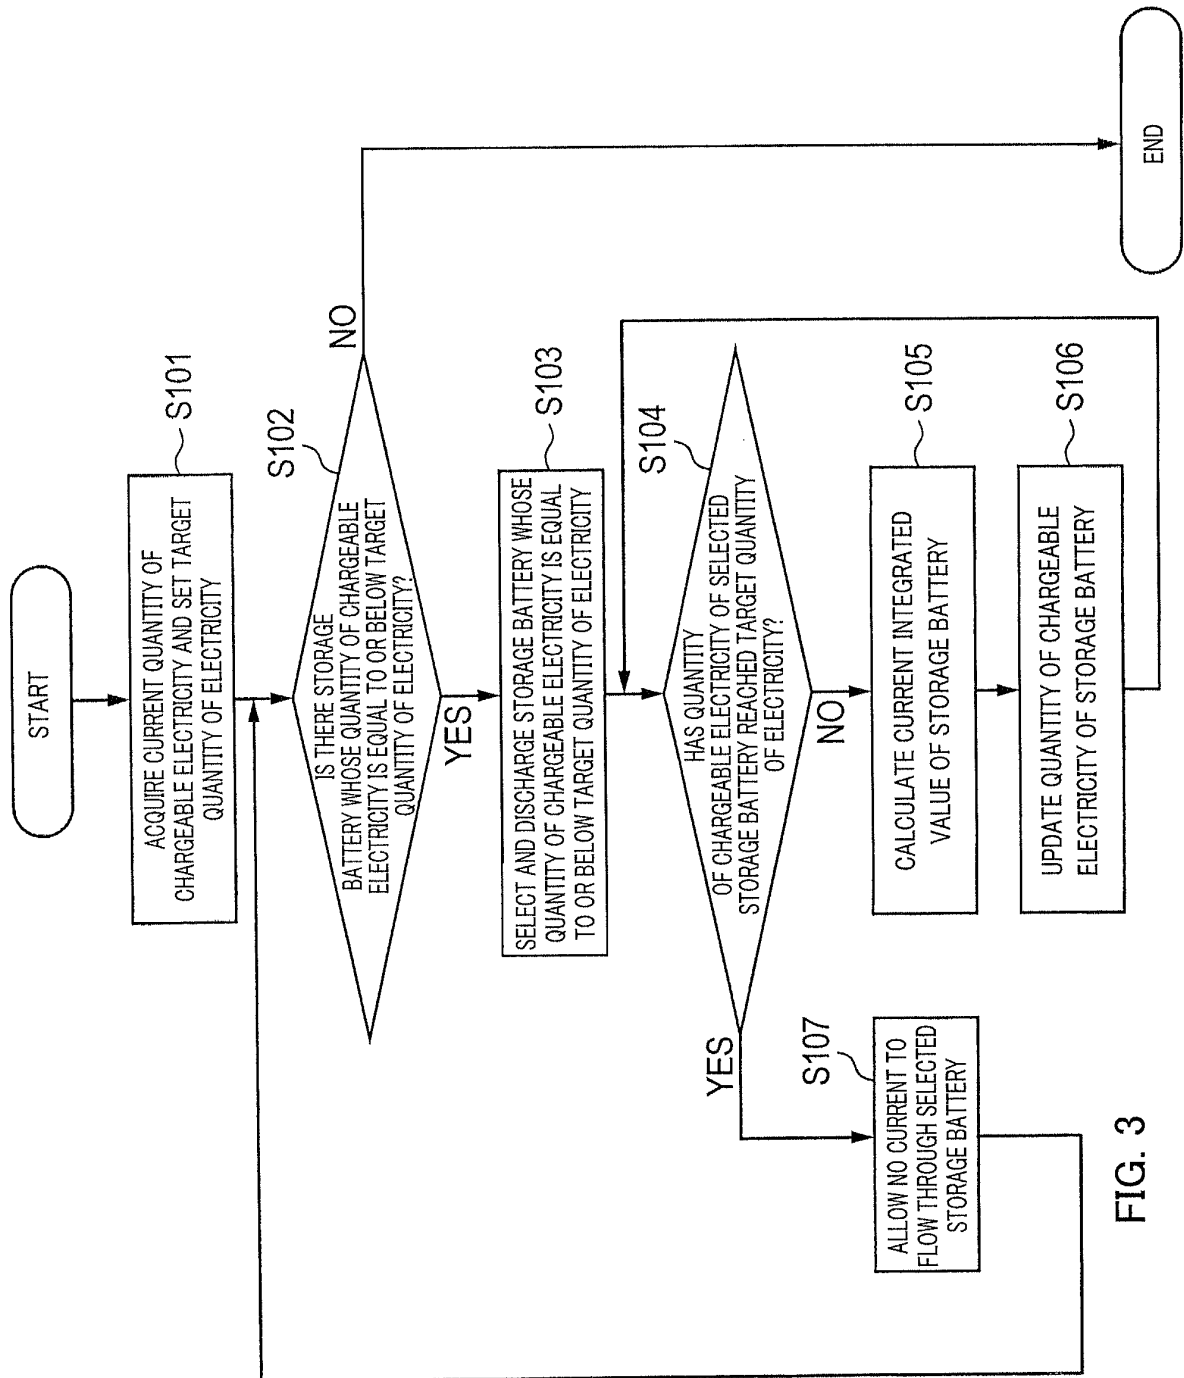 START
ACQUIRE CURRENT QUANTITY OF
CHARGEABLE ELECTRICITY AND SET TARGET
QUANTITY OF ELECTRICITY
S101
IS THERE STORAGE
BATTERY WHOSE QUANTITY OF CHARGEABLE
ELECTRICITY IS EQUAL TO OR BELOW TARGET
QUANTITY OF ELECTRICITY?
S102
NO
YES
SELECT AND DISCHARGE STORAGE BATTERY WHOSE
QUANTITY OF CHARGEABLE ELECTRICITY IS EQUAL
TO OR BELOW TARGET QUANTITY OF ELECTRICITY
S103
HAS QUANTITY
OF CHARGEABLE ELECTRICITY OF SELECTED
STORAGE BATTERY REACHED TARGET QUANTITY
OF ELECTRICITY?
S104
YES
NO
CALCULATE CURRENT INTEGRATED
VALUE OF STORAGE BATTERY
S105
UPDATE QUANTITY OF CHARGEABLE
ELECTRICITY OF STORAGE BATTERY
S106
ALLOW NO CURRENT TO
FLOW THROUGH SELECTED
STORAGE BATTERY
S107
END
FIG. 3